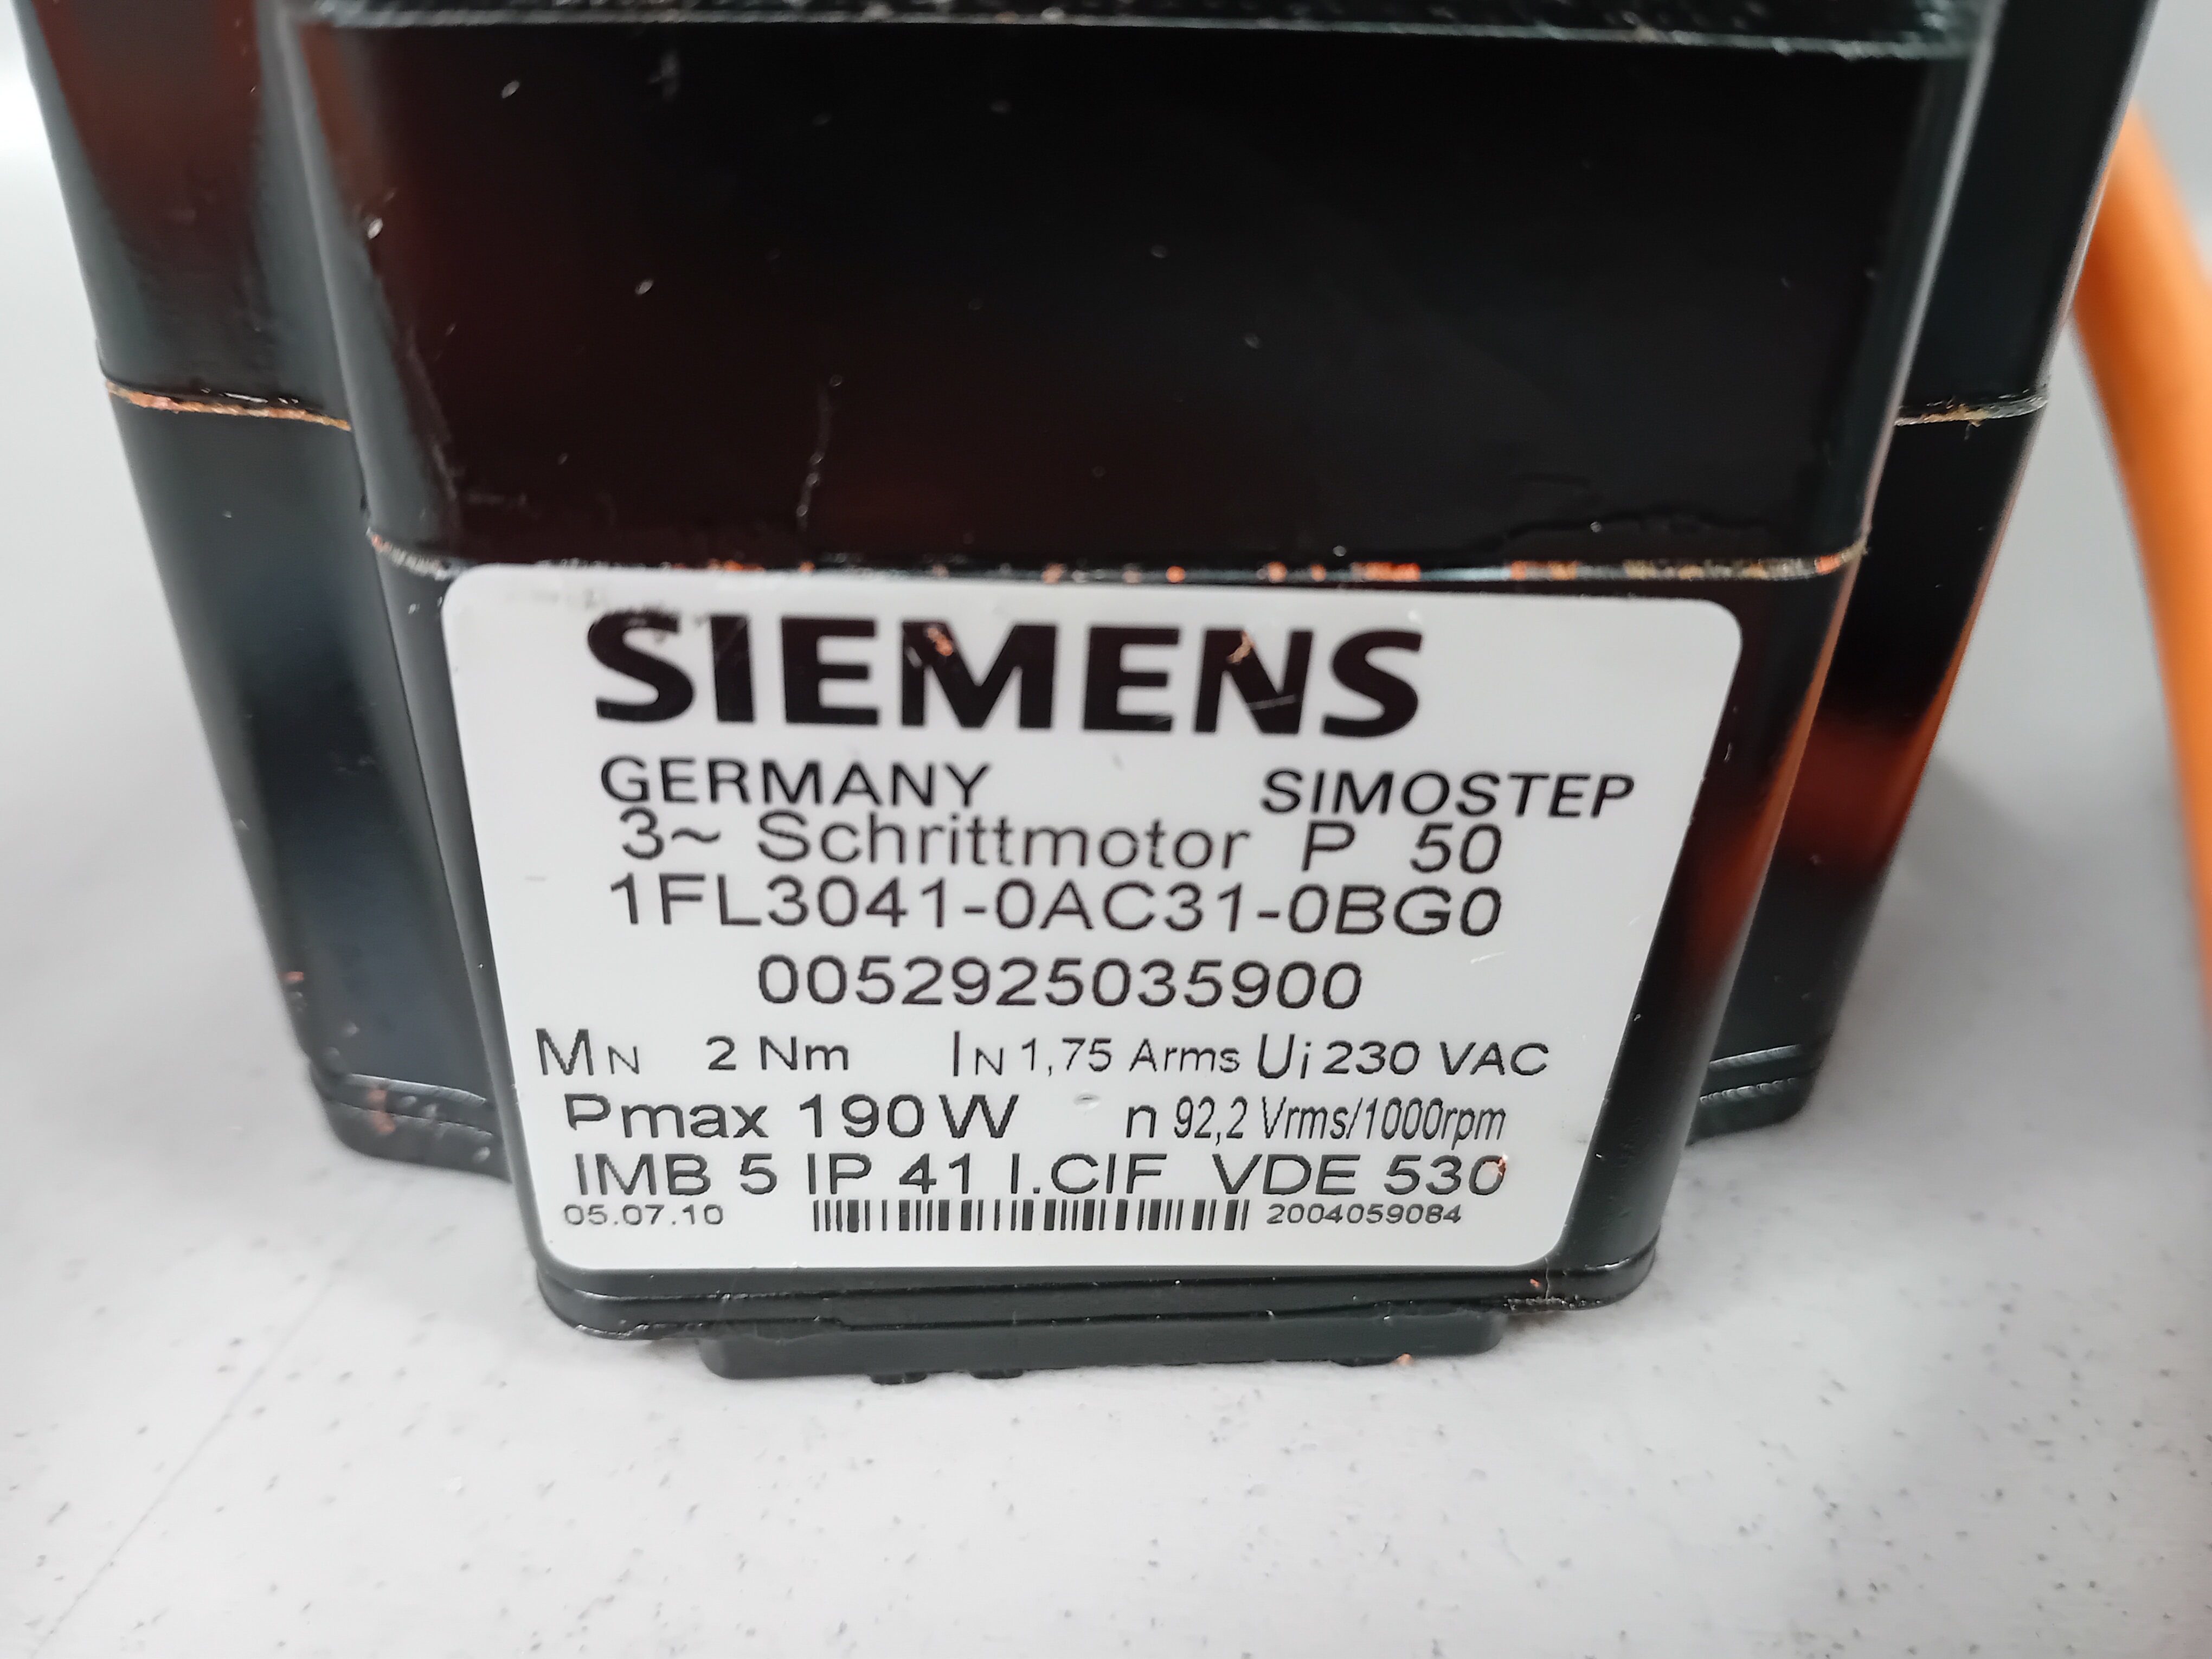 SIEMENS
GERMANY SIMOSTEP
3~ Schrittmotor P 50
1FL3041-0AC31-0BG0
0052925035900
MN 2 Nm IN 1,75 Arms Ui 230 VAC
Pmax 190 W n 92,2 Vrms/1000rpm
IMB 5 IP 41 I.CIF VDE 530
05.07.10 2004059084